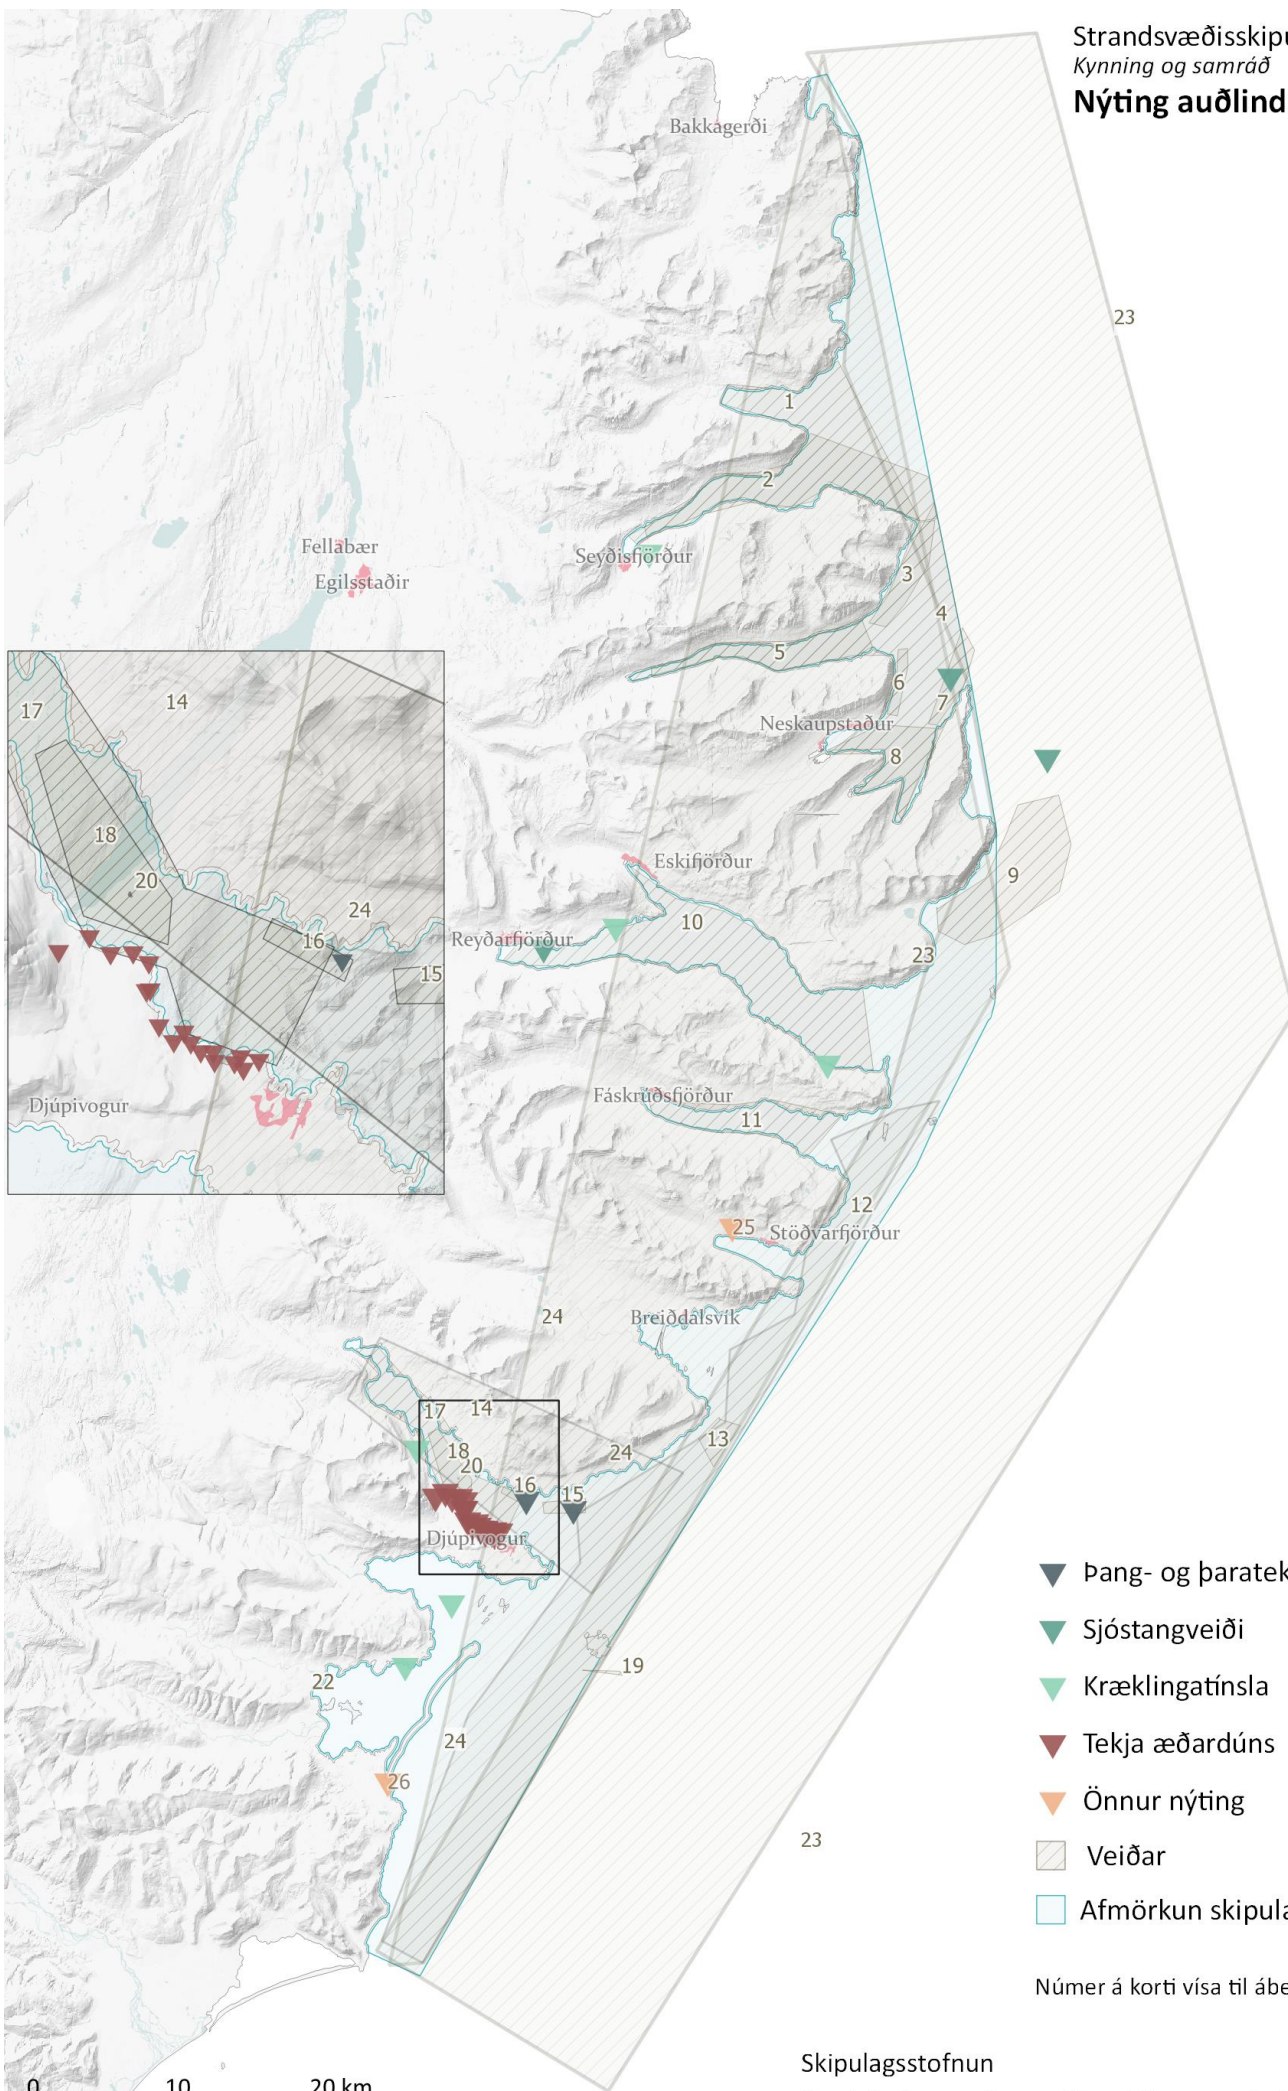 Strandsvæðisskipu
Kynning og samráð
Nýting auðlind
Bakkagerði
23
1
2
Fellabær
Egilsstaðir
Seyðisfjörður
3
4
5
6
7
Neskaupstaður
8
9
Eskifjörður
10
Reyðarfjörður
23
Fáskrúðsfjörður
11
12
25
Stöðvarfjörður
24
Breiðdalsvík
17
14
18
20
24
16
15
Djúpivogur
17
14
18
20
24
13
16
15
Djúpivogur
19
22
24
26
23
Þang- og þaratek
Sjóstangveiði
Kræklingatínsla
Tekja æðardúns
Önnur nýting
Veiðar
Afmörkun skipula
Númer á korti vísa til ábe
Skipulagsstofnun
0 10 20 km